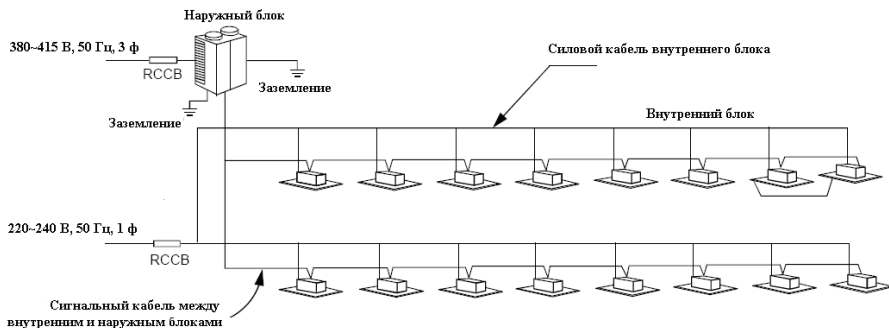 Наружный блок
380~415 В, 50 Гц, 3 ф
Силовой кабель внутреннего блока
RCCB
Заземление
Заземление
Внутренний блок
220~240 В, 50 Гц, 1 ф
RCCB
Сигнальный кабель между
внутренним и наружным блоками